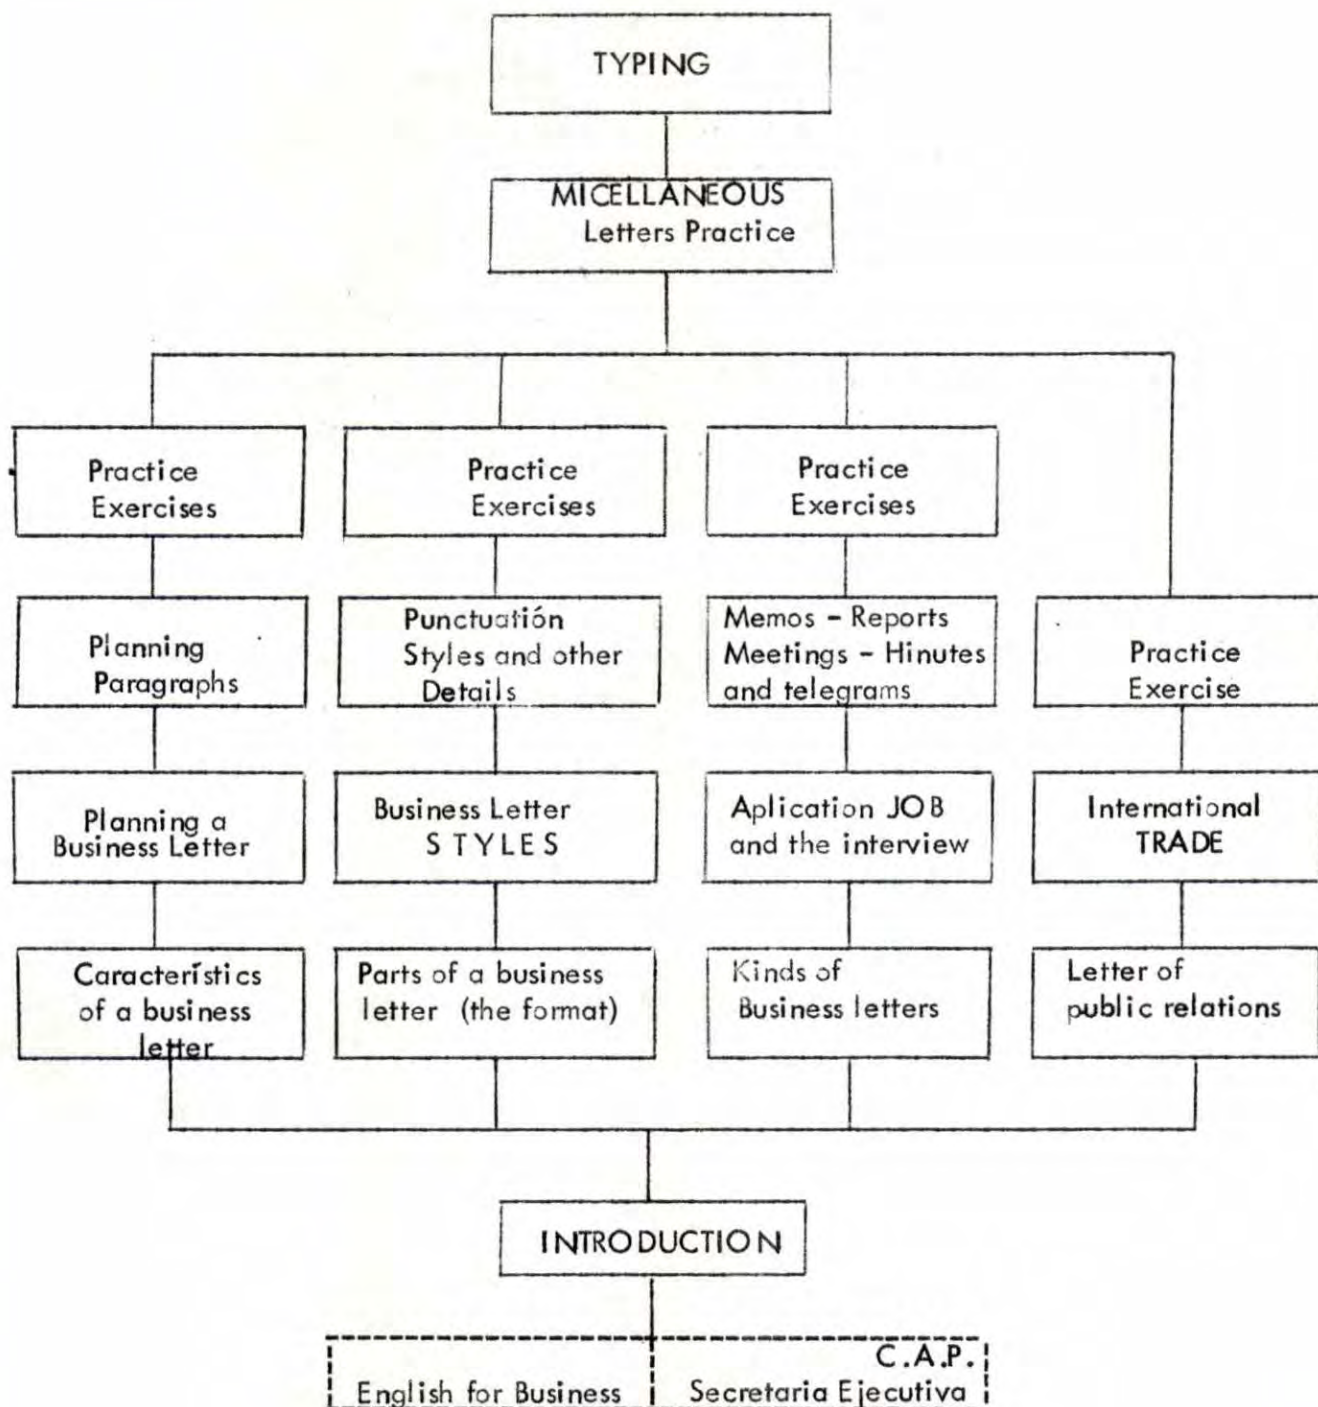 TYPING
MICELLANEOUS
Letters Practice
Practice
Exercises
Practice
Exercises
Practice
Exercises
Planning
Paragraphs
Punctuatión
Styles and other
Details
Memos - Reports
Meetings - Hinutes
and telegrams
Practice
Exercise
Planning a
Business Letter
Business Letter
S TYLES
Aplication JOB
and the interview
International
TRADE
Característics
of a business
letter
Parts of a business
letter (the format)
Kinds of
Business letters
Letter of
public relations
INTRODUCTION
English for Business
C.A.P.
Secretaria Ejecutiva